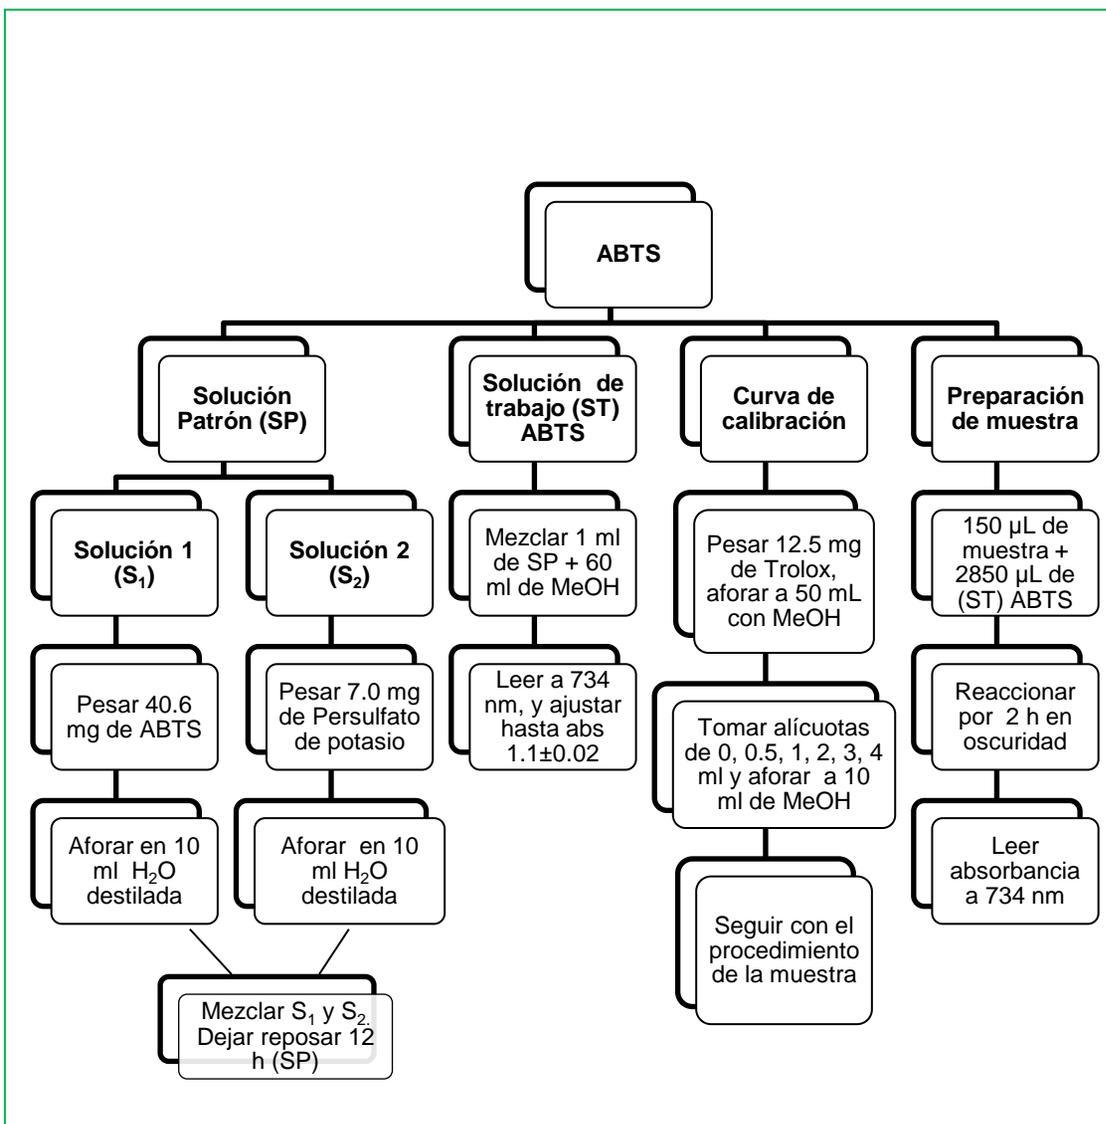 ABTS
Solución
Patrón (SP)
Solución de
trabajo (ST)
ABTS
Curva de
calibración
Preparación
de muestra
Solución 1
(S₁)
Solución 2
(S₂)
Mezclar 1 ml
de SP + 60
ml de MeOH
Pesar 12.5 mg
de Trolox,
aforar a 50 mL
con MeOH
150 µL de
muestra +
2850 µL de
(ST) ABTS
Pesar 40.6
mg de ABTS
Pesar 7.0 mg
de Persulfato
de potasio
Leer a 734
nm, y ajustar
hasta abs
1.1±0.02
Tomar alícuotas
de 0, 0.5, 1, 2, 3, 4
ml y aforar a 10
ml de MeOH
Reaccionar
por 2 h en
oscuridad
Aforar en 10
ml H₂O
destilada
Aforar en 10
ml H₂O
destilada
Seguir con el
procedimiento
de la muestra
Leer
absorbancia
a 734 nm
Mezclar S₁ y S₂.
Dejar reposar 12
h (SP)